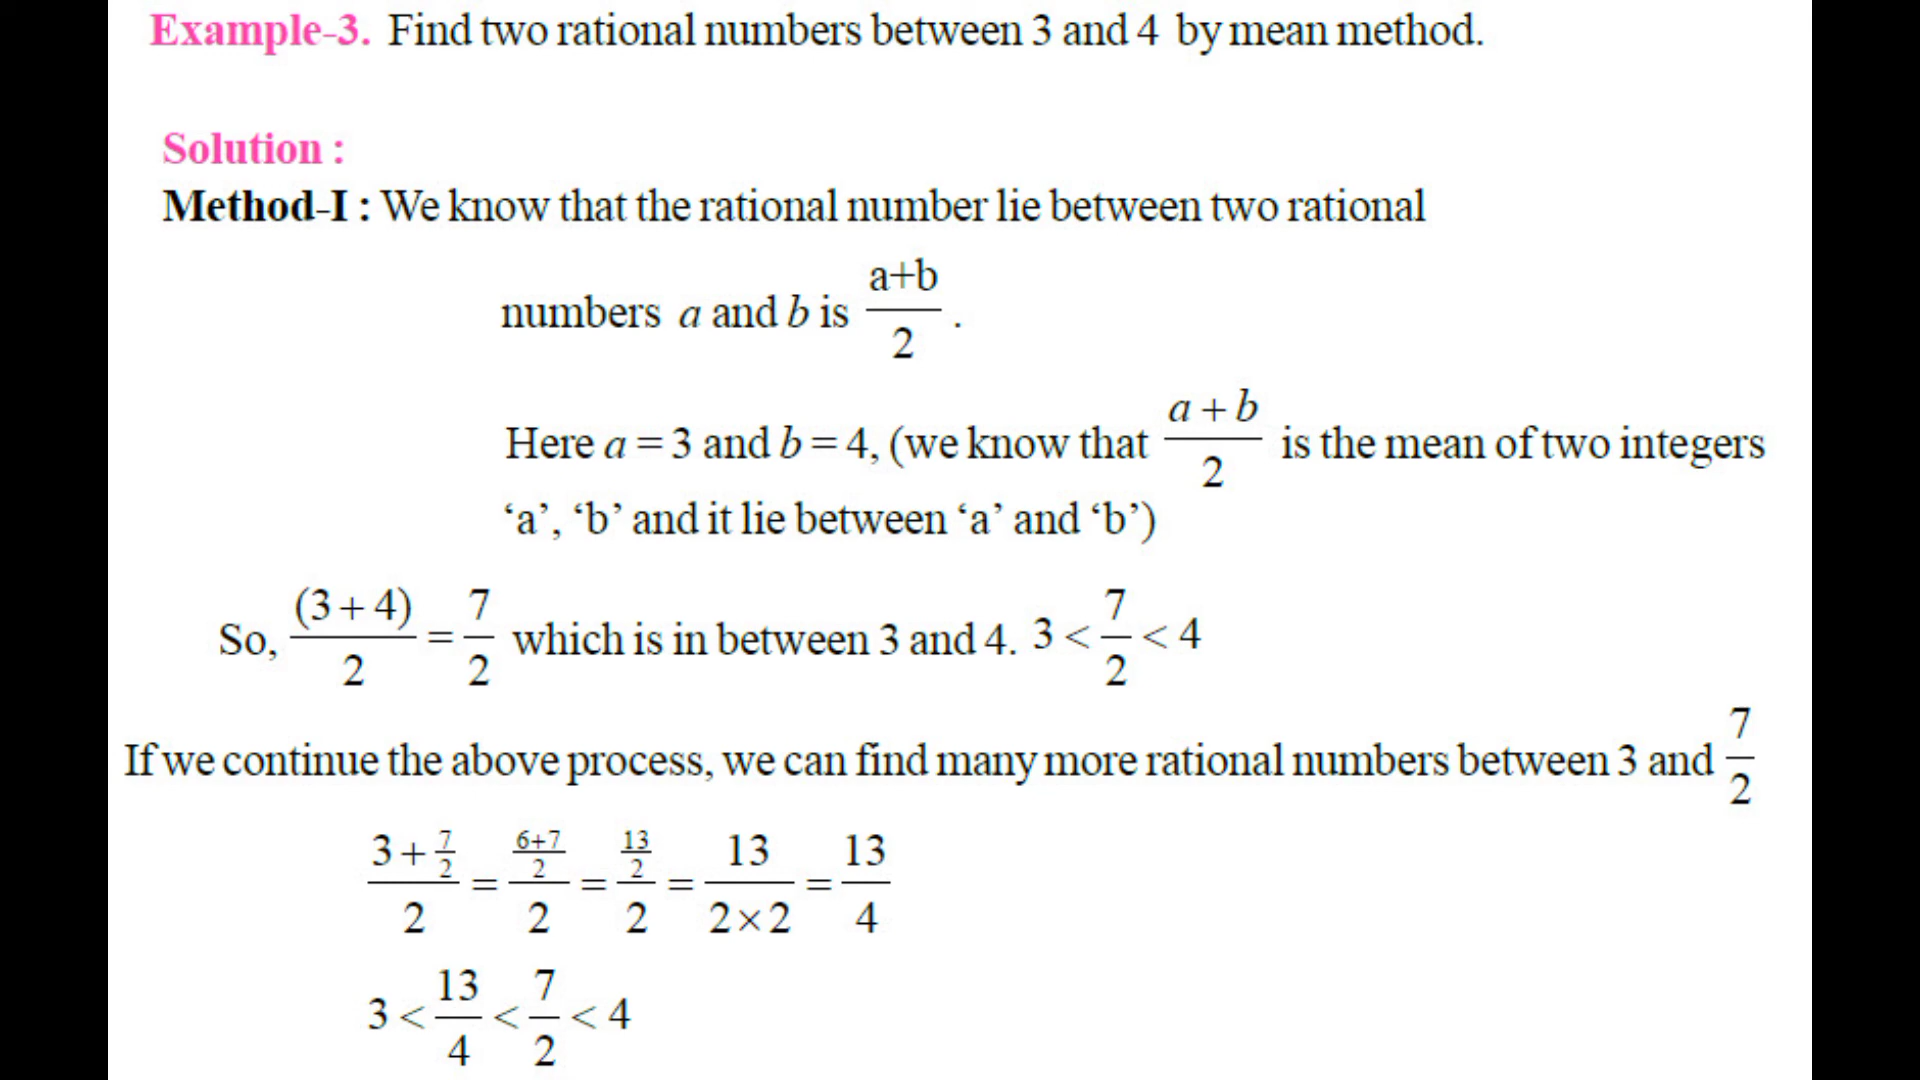 Example-3. Find two rational numbers between 3 and 4 by mean method.
Solution :
Method-I : We know that the rational number lie between two rational
numbers a and b is (a+b)/2 .
Here a = 3 and b = 4, (we know that (a + b)/2 is the mean of two integers
‘a’, ‘b’ and it lie between ‘a’ and ‘b’)
So, (3 + 4)/2 = 7/2 which is in between 3 and 4. 3 < 7/2 < 4
If we continue the above process, we can find many more rational numbers between 3 and 7/2
(3 + 7/2)/2 = ((6+7)/2)/2 = (13/2)/2 = 13/(2 × 2) = 13/4
3 < 13/4 < 7/2 < 4